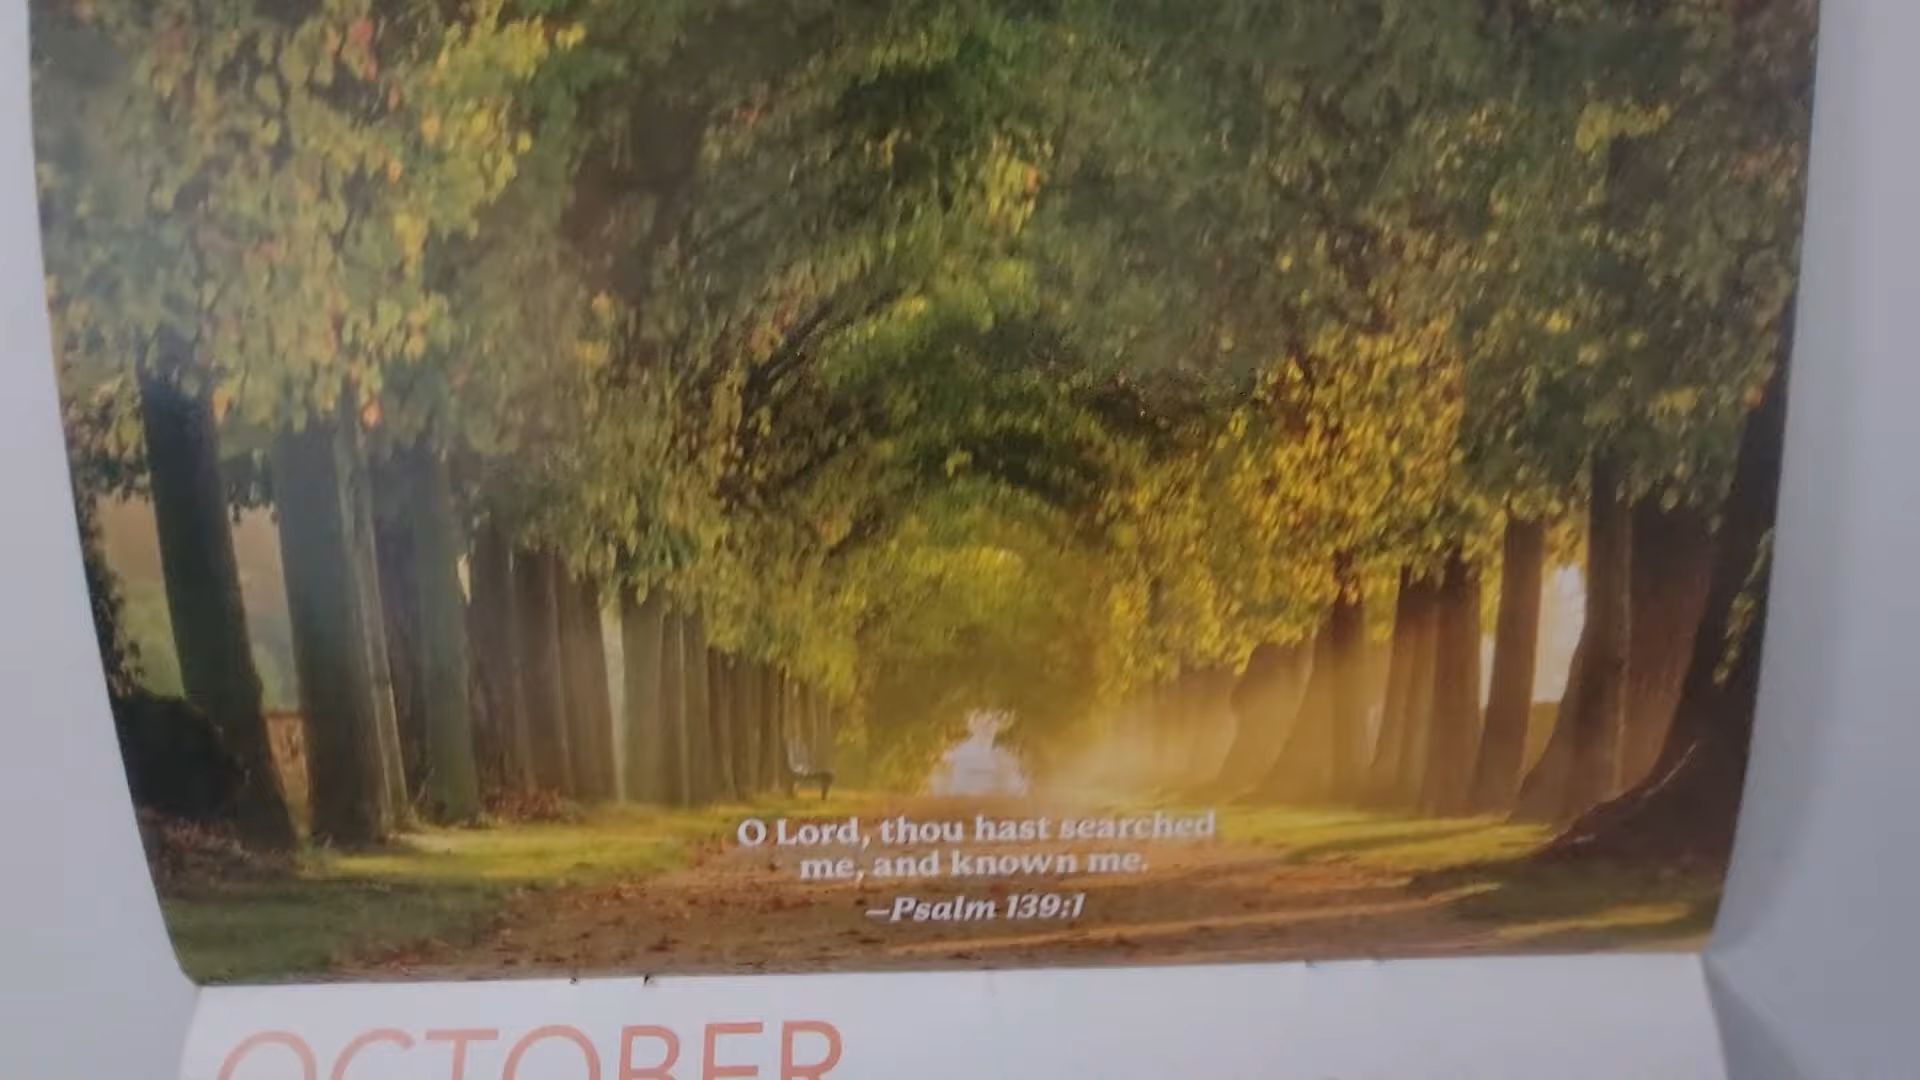 O Lord, thou hast searched
me, and known me.
—Psalm 139:1
OCTOBER